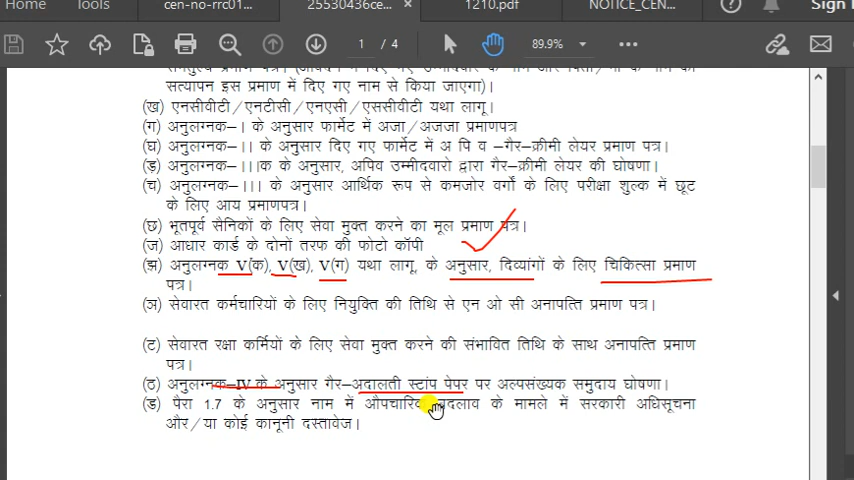 Home Tools cen-no-rrc01... 25530436ce... × 1210.pdf NOTICE_CEN... Sign
1 / 4 89.9%
सत्यापन इस प्रमाण में दिए गए नाम से किया जाएगा)।
(ख) एनसीवीटी/एनटीसी/एनएसी/एससीवीटी यथा लागू।
(ग) अनुलग्नक–। के अनुसार फार्मेट में अजा/अजजा प्रमाणपत्र
(घ) अनुलग्नक–।। के अनुसार दिए गए फार्मेट में अ पि व –गैर–क्रीमी लेयर प्रमाण पत्र।
(ड़) अनुलग्नक–।।।क के अनुसार, अपिव उम्मीदवारो द्वारा गैर–क्रीमी लेयर की घोषणा।
(च) अनुलग्नक–।।। के अनुसार आर्थिक रूप से कमजोर वर्गों के लिए परीक्षा शुल्क में छूट
के लिए आय प्रमाणपत्र।
(छ) भूतपूर्व सैनिकों के लिए सेवा मुक्त करने का मूल प्रमाण पत्र।
(ज) आधार कार्ड के दोनों तरफ की फोटो कॉपी
(झ) अनुलग्नक V(क), V(ख), V(ग) यथा लागू, के अनुसार, दिव्यांगों के लिए चिकित्सा प्रमाण
पत्र।
(ञ) सेवारत कर्मचारियों के लिए नियुक्ति की तिथि से एन ओ सी अनापत्ति प्रमाण पत्र।
(ट) सेवारत रक्षा कर्मियों के लिए सेवा मुक्त करने की संभावित तिथि के साथ अनापत्ति प्रमाण
पत्र।
(ठ) अनुलग्नक–IV के अनुसार गैर–अदालती स्टांप पेपर पर अल्पसंख्यक समुदाय घोषणा।
(ड) पैरा 1.7 के अनुसार नाम में औपचारिक बदलाव के मामले में सरकारी अधिसूचना
और/या कोई कानूनी दस्तावेज।